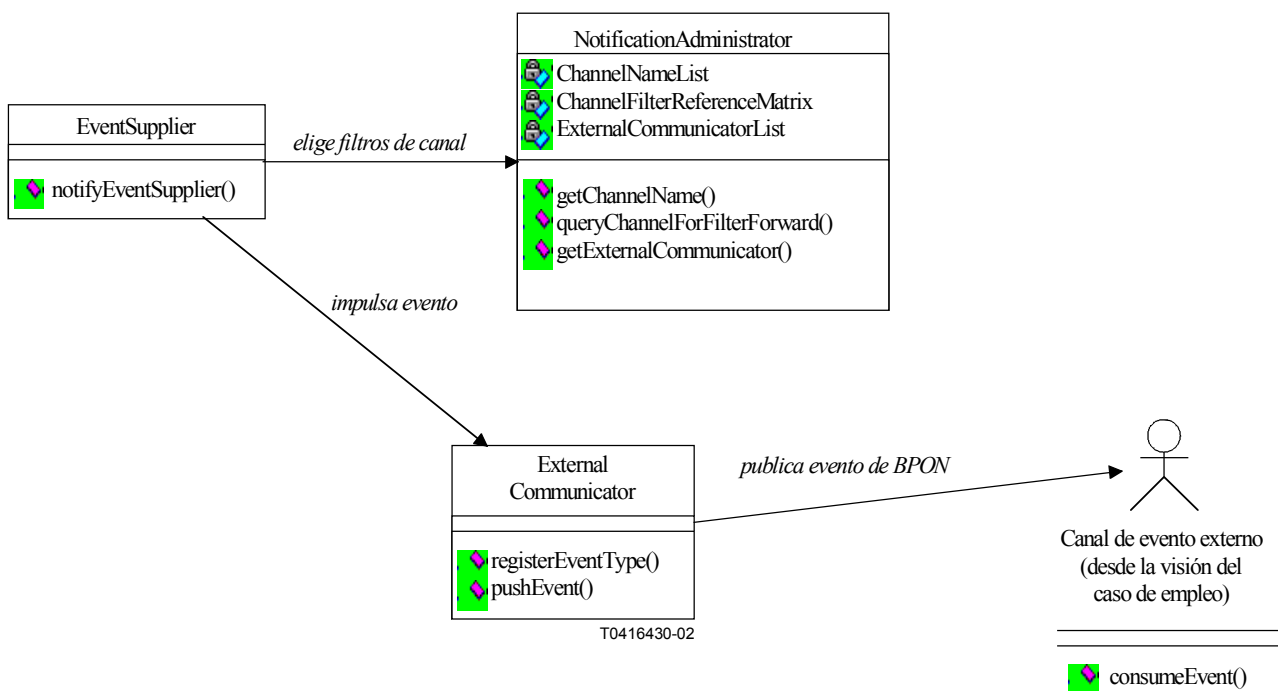 NotificationAdministrator
ChannelNameList
ChannelFilterReferenceMatrix
ExternalCommunicatorList
getChannelName()
queryChannelForFilterForward()
getExternalCommunicator()
EventSupplier
notifyEventSupplier()
elige filtros de canal
impulsa evento
External
Communicator
registerEventType()
pushEvent()
T0416430-02
publica evento de BPON
Canal de evento externo
(desde la visión del
caso de empleo)
consumeEvent()